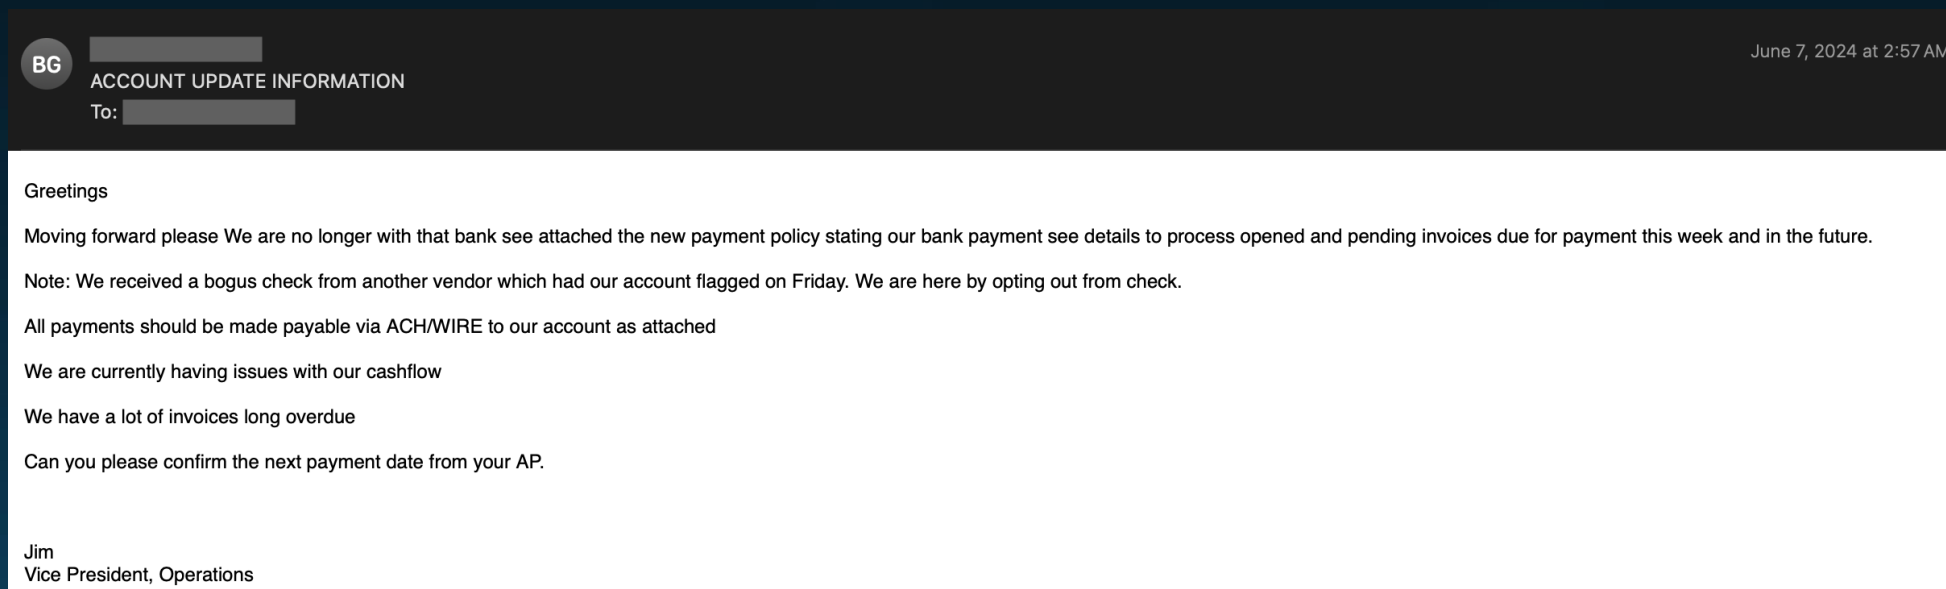 BG
June 7, 2024 at 2:57 AM
ACCOUNT UPDATE INFORMATION
To:
Greetings
Moving forward please We are no longer with that bank see attached the new payment policy stating our bank payment see details to process opened and pending invoices due for payment this week and in the future.
Note: We received a bogus check from another vendor which had our account flagged on Friday. We are here by opting out from check.
All payments should be made payable via ACH/WIRE to our account as attached
We are currently having issues with our cashflow
We have a lot of invoices long overdue
Can you please confirm the next payment date from your AP.
Jim
Vice President, Operations